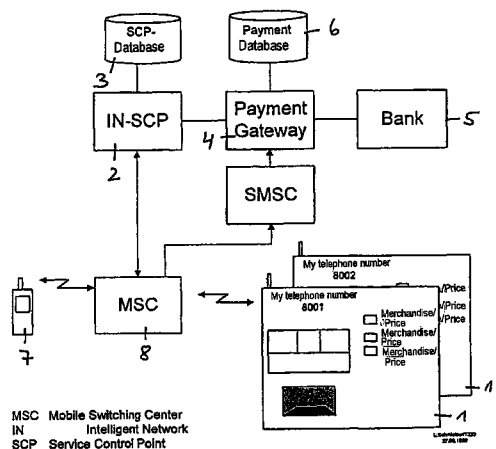 SCP-
Database
3
Payment
Database
6
IN-SCP
2
Payment
Gateway
4
Bank
5
SMSC
MSC
8
7
My telephone number
8002
/Price
/Price
/Price
My telephone number
8001
Merchandise/
Price
Merchandise/
Price
Merchandise/
Price
1
1
MSC Mobile Switching Center
IN Intelligent Network
SCP Service Control Point